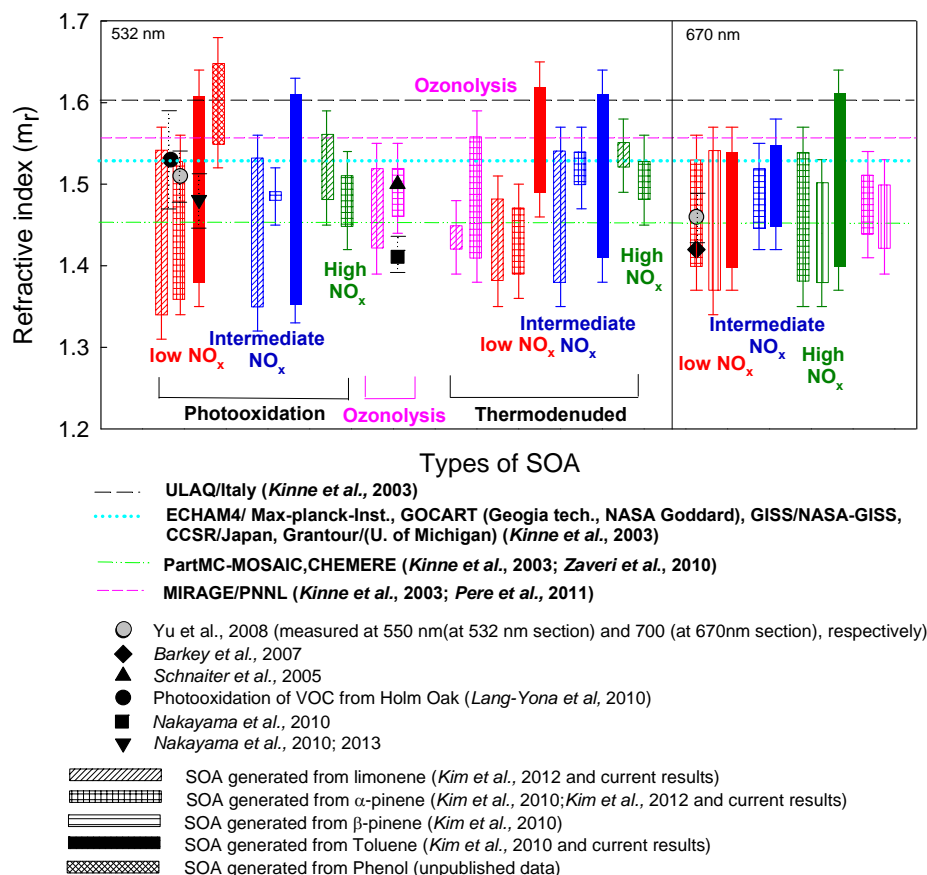 1.7
532 nm
670 nm
Ozonolysis
1.6
1.5
1.4
1.3
1.2
Refractive index (mr)
High
NOx
High
NOx
Intermediate
NOx
low NOx
Intermediate
low NOx NOx
Intermediate
low NOx NOx
High
NOx
Photooxidation
Ozonolysis
Thermodenuded
Types of SOA
ULAQ/Italy (Kinne et al., 2003)
ECHAM4/ Max-planck-Inst., GOCART (Geogia tech., NASA Goddard), GISS/NASA-GISS,
CCSR/Japan, Grantour/(U. of Michigan) (Kinne et al., 2003)
PartMC-MOSAIC,CHEMERE (Kinne et al., 2003; Zaveri et al., 2010)
MIRAGE/PNNL (Kinne et al., 2003; Pere et al., 2011)
Yu et al., 2008 (measured at 550 nm(at 532 nm section) and 700 (at 670nm section), respectively)
Barkey et al., 2007
Schnaiter et al., 2005
Photooxidation of VOC from Holm Oak (Lang-Yona et al, 2010)
Nakayama et al., 2010
Nakayama et al., 2010; 2013
SOA generated from limonene (Kim et al., 2012 and current results)
SOA generated from α-pinene (Kim et al., 2010;Kim et al., 2012 and current results)
SOA generated from β-pinene (Kim et al., 2010)
SOA generated from Toluene (Kim et al., 2010 and current results)
SOA generated from Phenol (unpublished data)